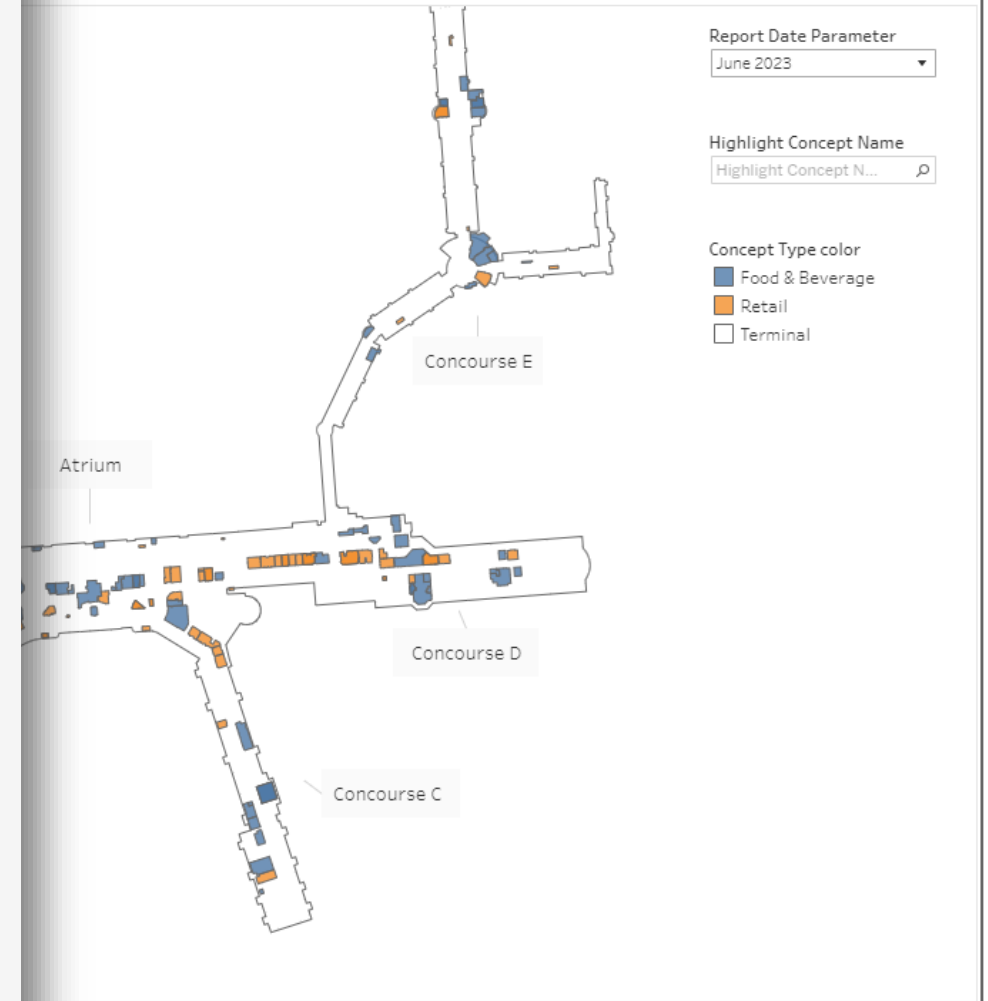 Report Date Parameter
June 2023
Highlight Concept Name
Highlight Concept N...
Concept Type color
Food & Beverage
Retail
Terminal
Concourse E
Atrium
Concourse D
Concourse C